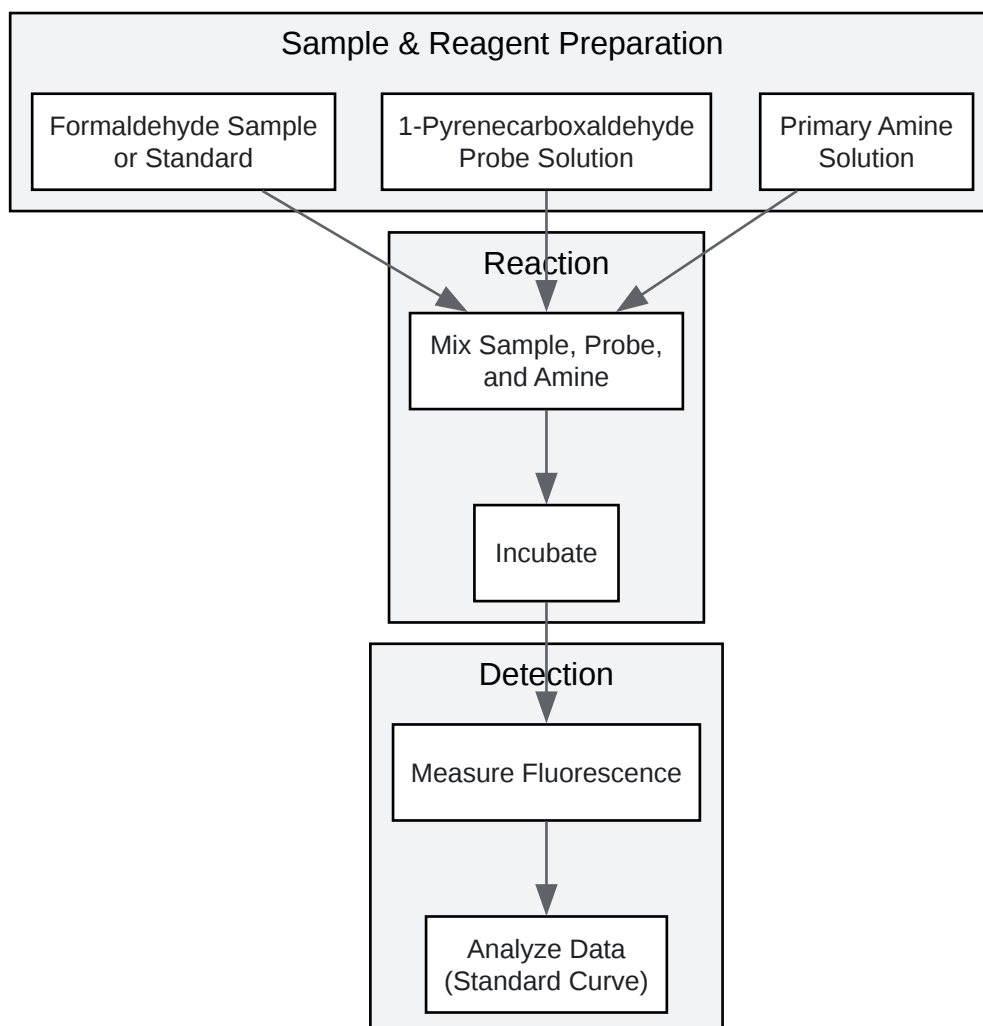 Sample & Reagent Preparation
Formaldehyde Sample
or Standard
1-Pyrenecarboxaldehyde
Probe Solution
Primary Amine
Solution
Reaction
Mix Sample, Probe,
and Amine
Incubate
Detection
Measure Fluorescence
Analyze Data
(Standard Curve)